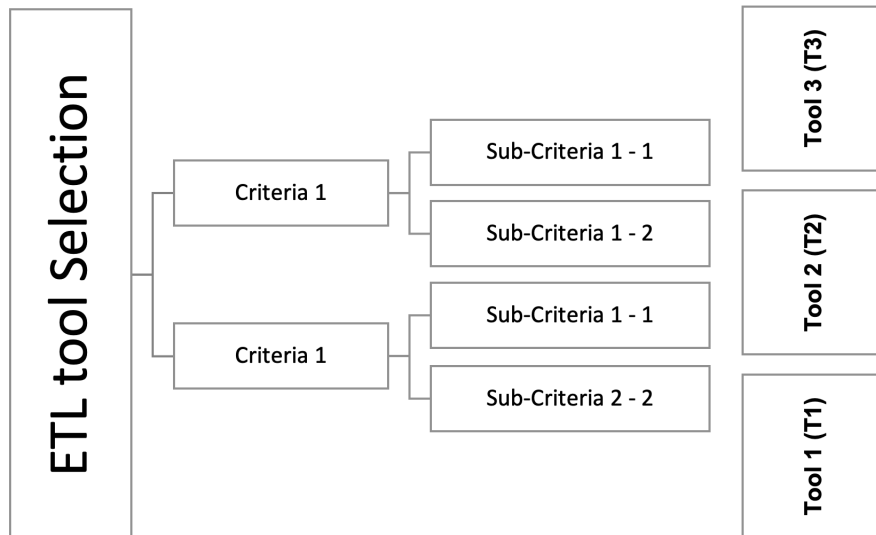 ETL tool Selection
Criteria 1
Sub-Criteria 1 - 1
Sub-Criteria 1 - 2
Criteria 1
Sub-Criteria 1 - 1
Sub-Criteria 2 - 2
Tool 3 (T3)
Tool 2 (T2)
Tool 1 (T1)